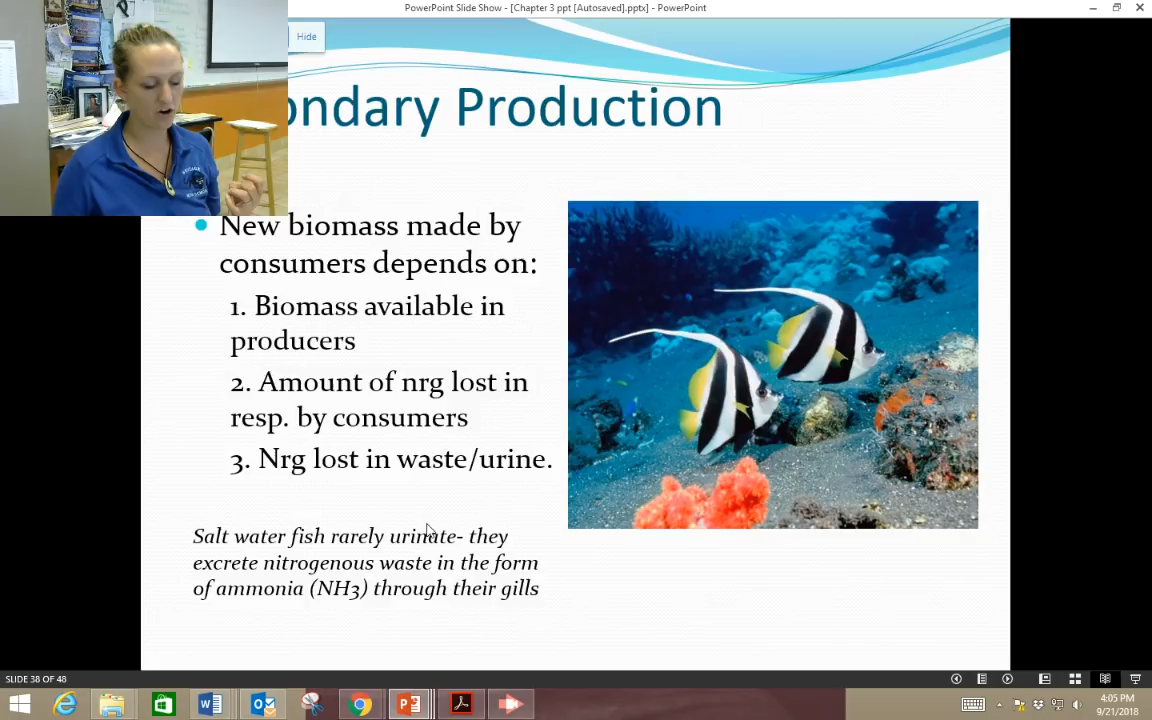 PowerPoint Slide Show - [Chapter 3 ppt [Autosaved].pptx] - PowerPoint
Hide
ondary Production
New biomass made by
consumers depends on:
1. Biomass available in
producers
2. Amount of nrg lost in
resp. by consumers
3. Nrg lost in waste/urine.
Salt water fish rarely urinate- they
excrete nitrogenous waste in the form
of ammonia (NH3) through their gills
SLIDE 38 OF 48
4:05 PM
9/21/2018